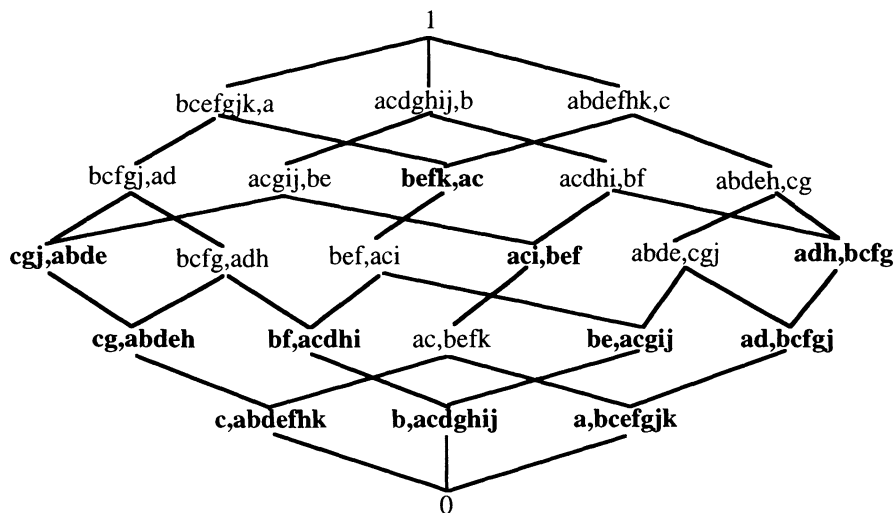 1
bcefgjk,a acdghij,b abdefhk,c
bcfgj,ad acgij,be befk,ac acdhi,bf abdeh,cg
cgj,abde bcfg,adh bef,aci aci,bef abde,cgj adh,bcfg
cg,abdeh bf,acdhi ac,befk be,acgij ad,bcfgj
c,abdefhk b,acdghij a,bcefgjk
0